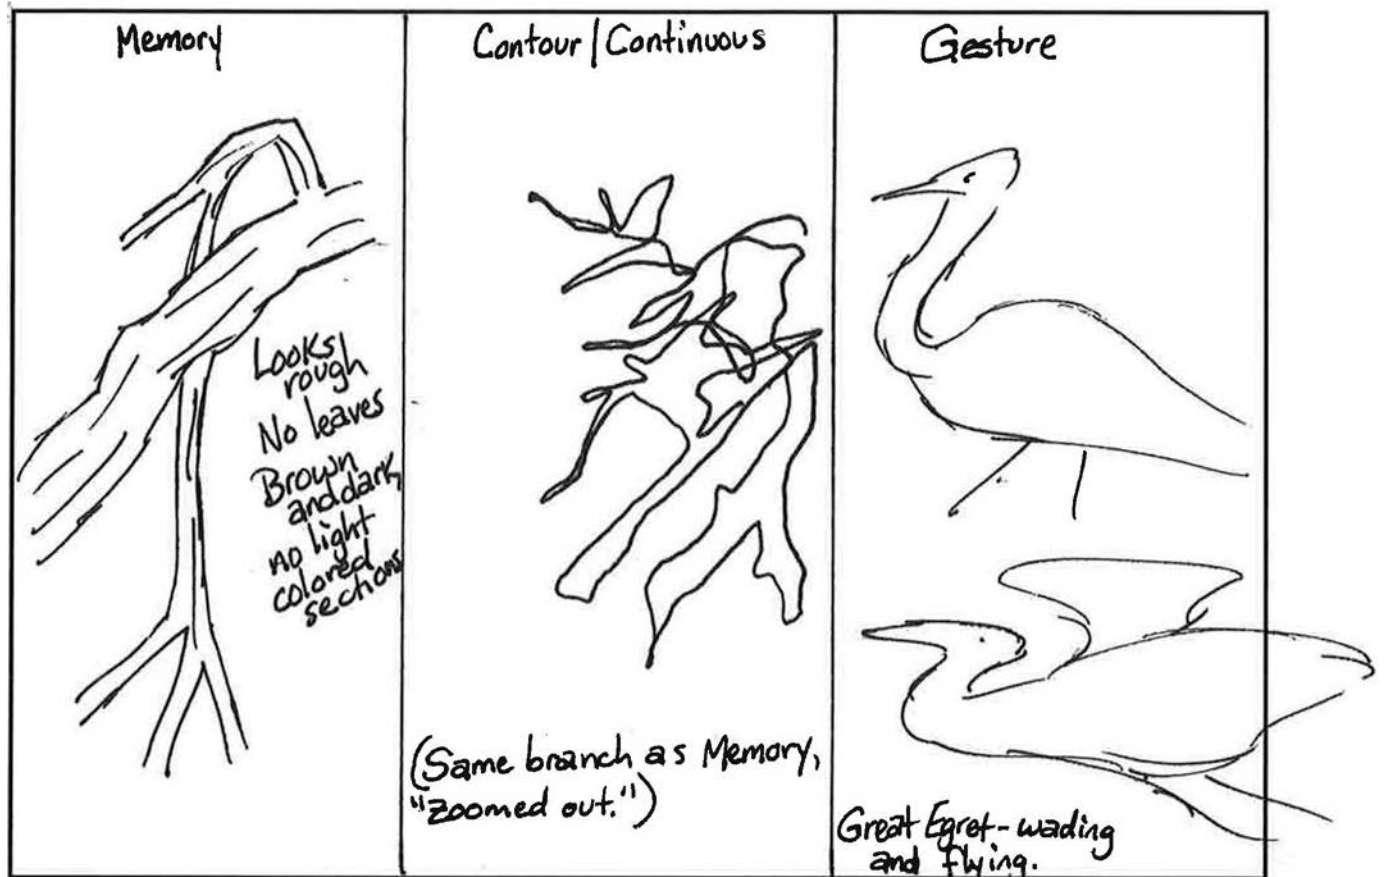 Memory
Looks
rough
No leaves
Brown
and dark,
no light
colored
sections
Contour/Continuous
(Same branch as Memory,
"zoomed out.")
Gesture
Great Egret - wading
and flying.